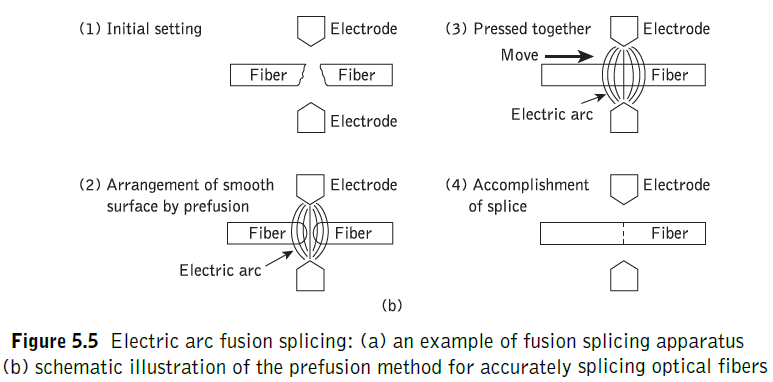 (1) Initial setting
Electrode
Fiber
Fiber
Electrode
(2) Arrangement of smooth
surface by prefusion
Electrode
Fiber
Fiber
Electric arc
(3) Pressed together
Electrode
Move
Fiber
Electric arc
(4) Accomplishment
of splice
Electrode
Fiber
(b)
Figure 5.5 Electric arc fusion splicing: (a) an example of fusion splicing apparatus
(b) schematic illustration of the prefusion method for accurately splicing optical fibers